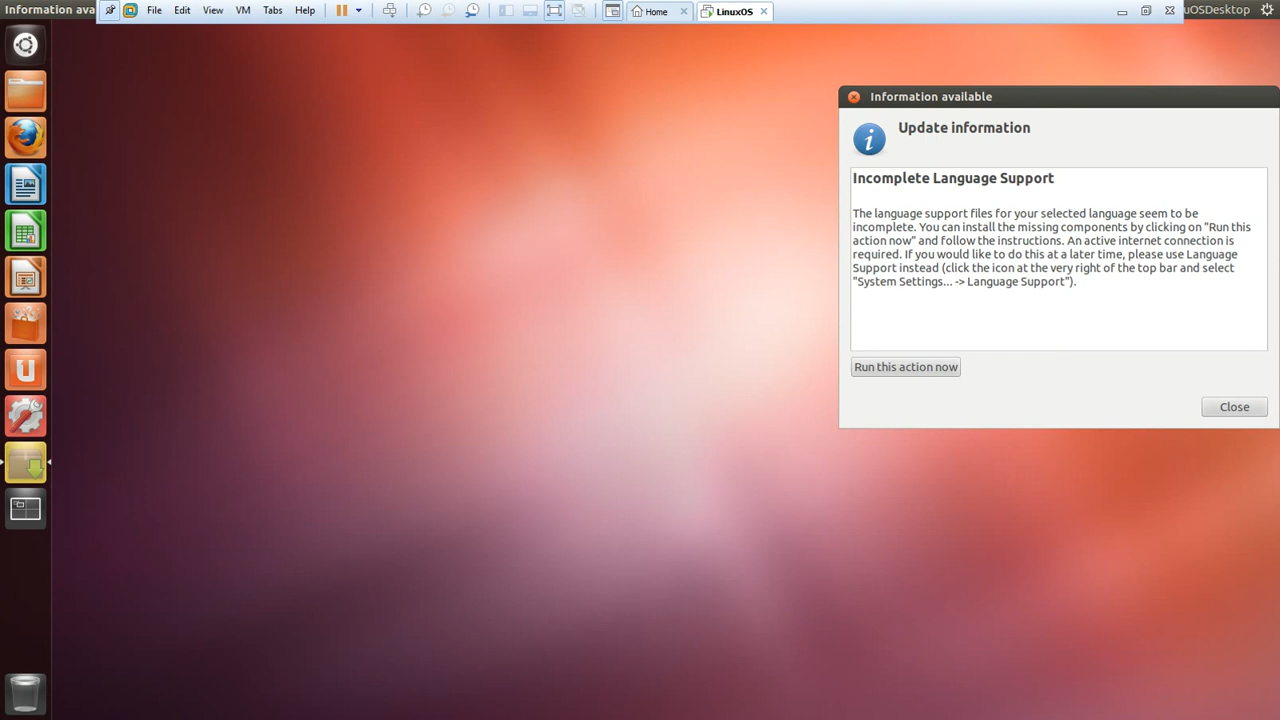 Information ava
File Edit View VM Tabs Help
Home
LinuxOS
uOSDesktop
Information available
Update information
Incomplete Language Support
The language support files for your selected language seem to be
incomplete. You can install the missing components by clicking on "Run this
action now" and follow the instructions. An active internet connection is
required. If you would like to do this at a later time, please use Language
Support instead (click the icon at the very right of the top bar and select
"System Settings... -> Language Support").
Run this action now
Close